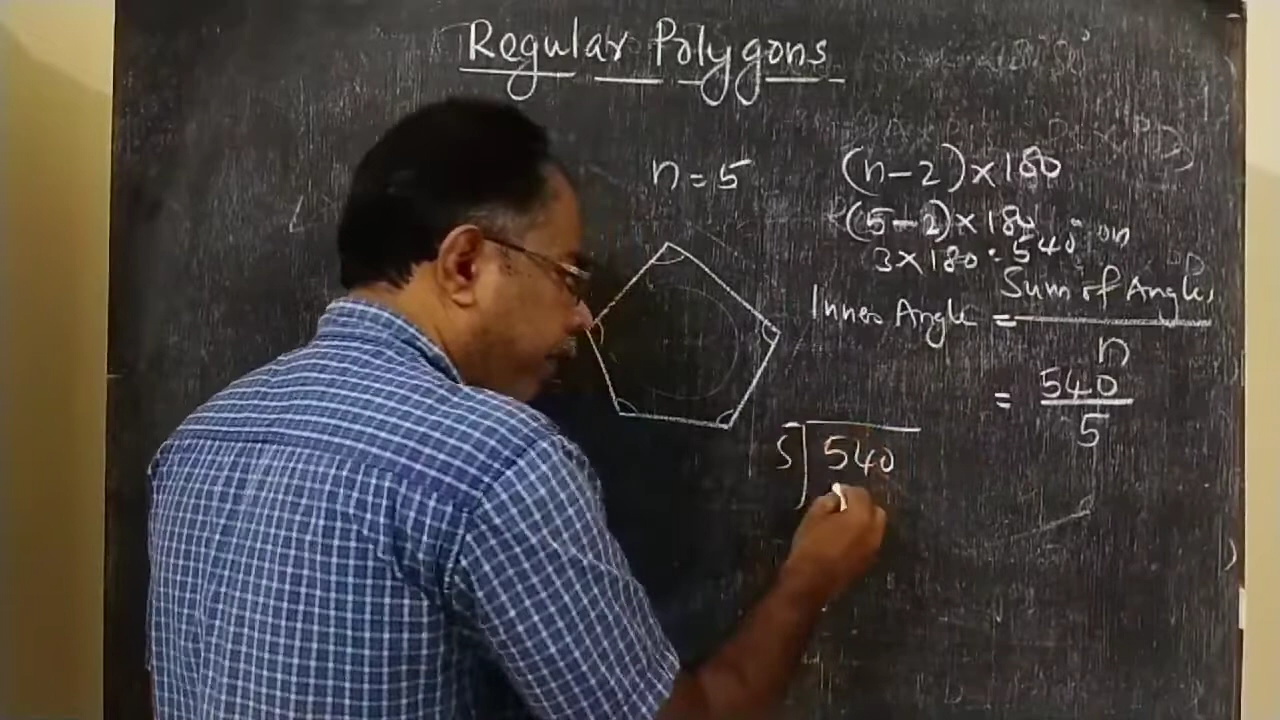 Regular Polygons
n = 5
(n - 2) × 180
(5 - 2) × 180
3 × 180 = 540
Inner Angle = Sum of Angles
n
= 540
5
5 540